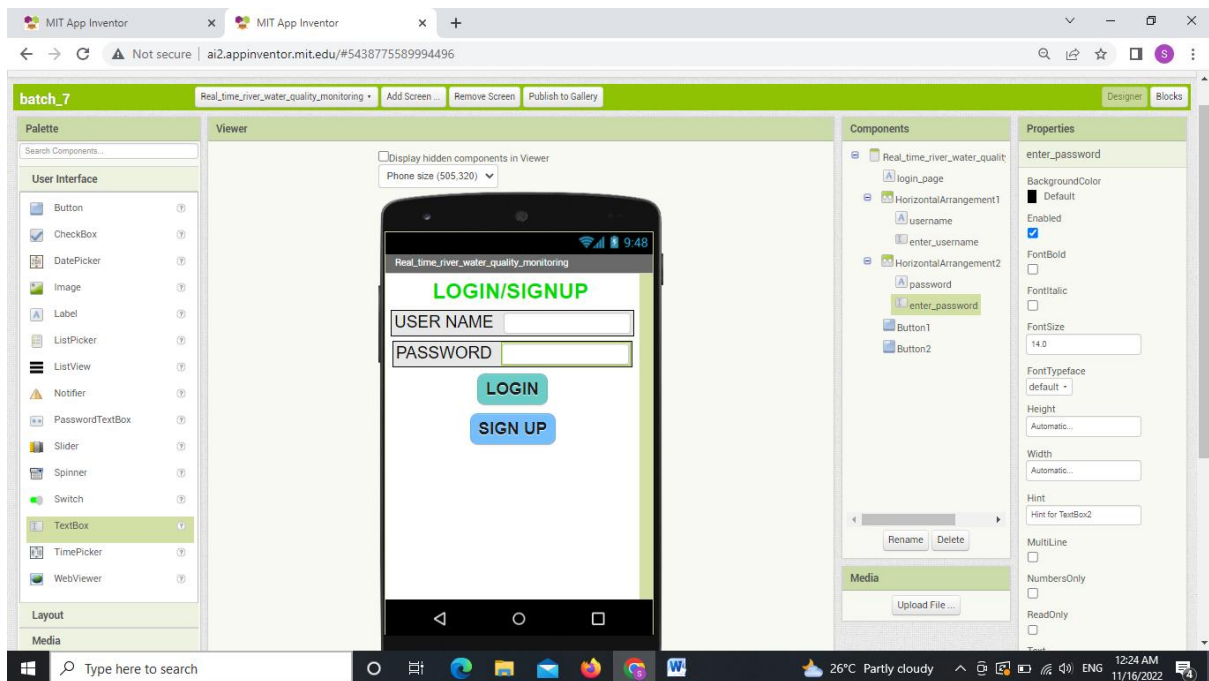 MIT App Inventor
MIT App Inventor
Not secure | ai2.appinventor.mit.edu/#5438775589994496
S
batch_7
Real_time_river_water_quality_monitoring
Add Screen ...
Remove Screen
Publish to Gallery
Designer
Blocks
Palette
Search Components...
User Interface
Button
CheckBox
DatePicker
Image
Label
ListPicker
ListView
Notifier
PasswordTextBox
Slider
Spinner
Switch
TextBox
TimePicker
WebViewer
Layout
Media
Viewer
Display hidden components in Viewer
Phone size (505,320)
9:48
Real_time_river_water_quality_monitoring
LOGIN/SIGNUP
USER NAME
PASSWORD
LOGIN
SIGN UP
Components
Real_time_river_water_quality
login_page
HorizontalArrangement1
username
enter_username
HorizontalArrangement2
password
enter_password
Button1
Button2
Rename
Delete
Media
Upload File ...
Properties
enter_password
BackgroundColor
Default
Enabled
FontBold
FontItalic
FontSize
14.0
FontTypeface
default
Height
Automatic...
Width
Automatic...
Hint
Hint for TextBox2
MultiLine
NumbersOnly
ReadOnly
Type here to search
26°C Partly cloudy
ENG
12:24 AM
11/16/2022
4